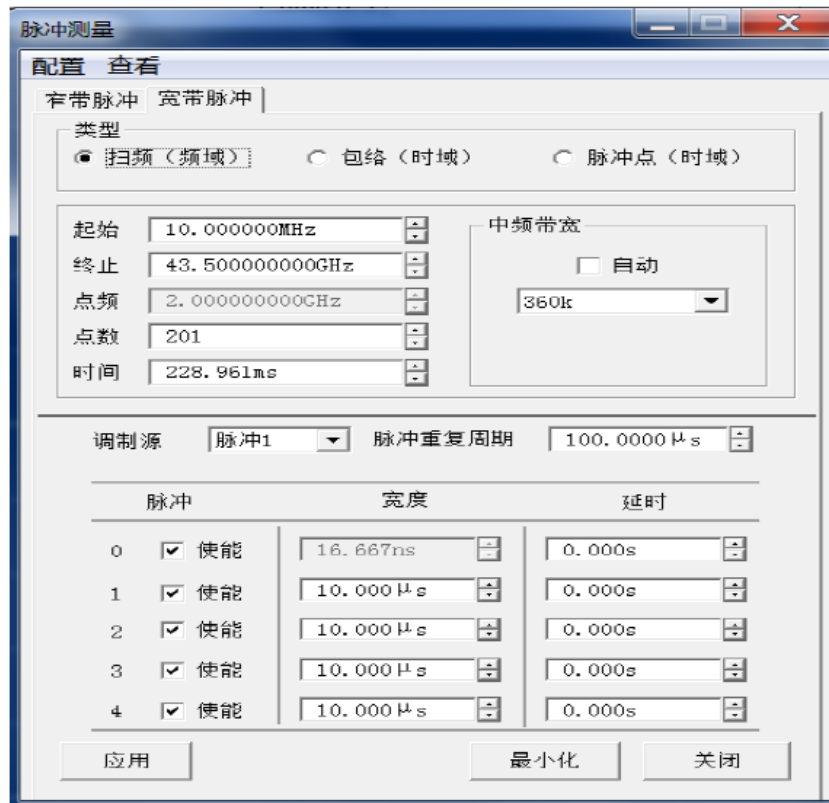 脉冲测量
配置 查看
窄带脉冲 宽带脉冲
类型
扫频（频域） 包络（时域） 脉冲点（时域）
起始 10.000000MHz
终止 43.500000000GHz
点频 2.000000000GHz
点数 201
时间 228.961ms
中频带宽
自动
360k
调制源 脉冲1 脉冲重复周期 100.0000μs
脉冲 宽度 延时
0 使能 16.667ns 0.000s
1 使能 10.000μs 0.000s
2 使能 10.000μs 0.000s
3 使能 10.000μs 0.000s
4 使能 10.000μs 0.000s
应用 最小化 关闭